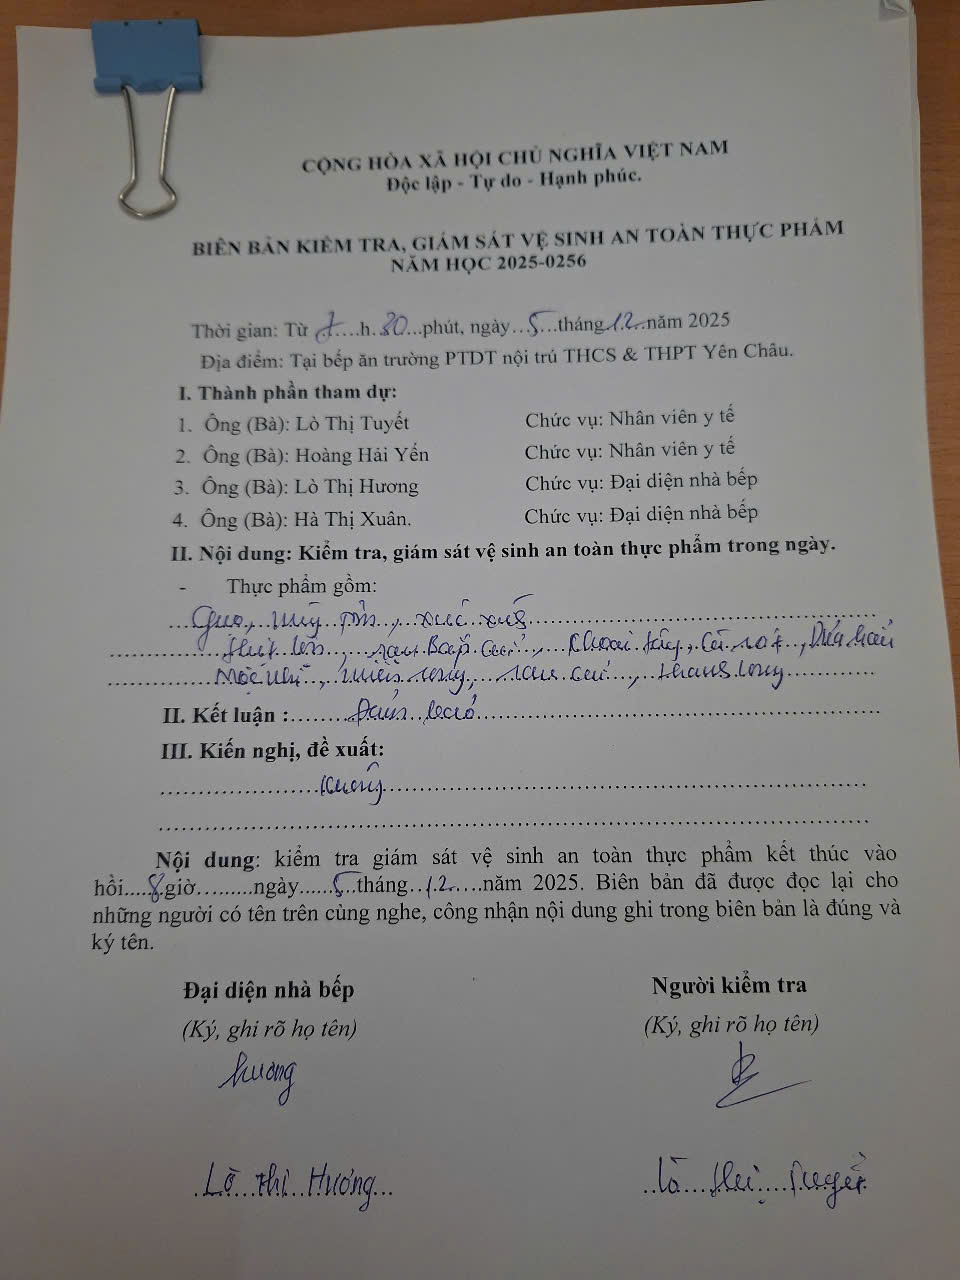 CỘNG HÒA XÃ HỘI CHỦ NGHĨA VIỆT NAM
Độc lập - Tự do - Hạnh phúc.
BIÊN BẢN KIỂM TRA, GIÁM SÁT VỆ SINH AN TOÀN THỰC PHẨM
NĂM HỌC 2025-0256
Thời gian: Từ 7....h.30...phút, ngày...5...tháng.12..năm 2025
Địa điểm: Tại bếp ăn trường PTDT nội trú THCS & THPT Yên Châu.
I. Thành phần tham dự:
1. Ông (Bà): Lò Thị Tuyết Chức vụ: Nhân viên y tế
2. Ông (Bà): Hoàng Hải Yến Chức vụ: Nhân viên y tế
3. Ông (Bà): Lò Thị Hương Chức vụ: Đại diện nhà bếp
4. Ông (Bà): Hà Thị Xuân. Chức vụ: Đại diện nhà bếp
II. Nội dung: Kiểm tra, giám sát vệ sinh an toàn thực phẩm trong ngày.
- Thực phẩm gồm:
Gạo, mỳ tôm, xúc xích
thịt lợn, rau bắp cải, khoai tây, cà rốt, Dưa hấu
Mộc nhĩ, miến rong, rau cải, thanh long
II. Kết luận :....... Đảm bảo
III. Kiến nghị, đề xuất:
Không
Nội dung: kiểm tra giám sát vệ sinh an toàn thực phẩm kết thúc vào
hồi....8.giờ.........ngày.....5..tháng..12....năm 2025. Biên bản đã được đọc lại cho
những người có tên trên cùng nghe, công nhận nội dung ghi trong biên bản là đúng và
ký tên.
Đại diện nhà bếp Người kiểm tra
(Ký, ghi rõ họ tên) (Ký, ghi rõ họ tên)
Hương
Lò Thị Hương Lò Thị Tuyết